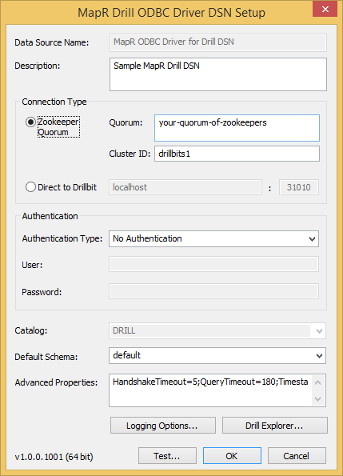 MapR Drill ODBC Driver DSN Setup
Data Source Name: MapR ODBC Driver for Drill DSN
Description: Sample MapR Drill DSN
Connection Type
Zookeeper Quorum Quorum: your-quorum-of-zookeepers
Cluster ID: drillbits1
Direct to Drillbit localhost : 31010
Authentication
Authentication Type: No Authentication
User:
Password:
Catalog: DRILL
Default Schema: default
Advanced Properties: HandshakeTimeout=5;QueryTimeout=180;Timesta
Logging Options... Drill Explorer...
v1.0.0.1001 (64 bit) Test... OK Cancel